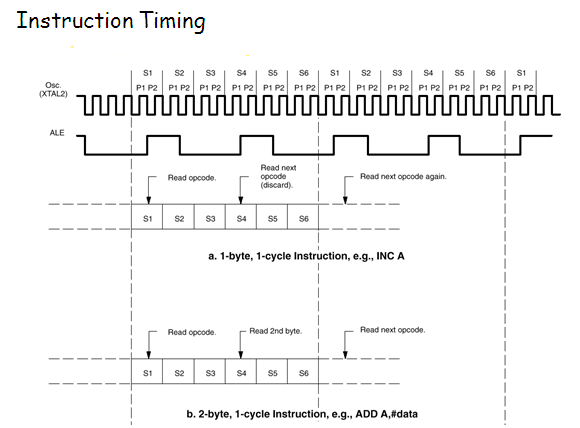 Instruction Timing
S1 S2 S3 S4 S5 S6 S1 S2 S3 S4 S5 S6 S1
Osc.
(XTAL2)
P1 P2 P1 P2 P1 P2 P1 P2 P1 P2 P1 P2 P1 P2 P1 P2 P1 P2 P1 P2 P1 P2 P1 P2 P1 P2
ALE
Read opcode.
Read next
opcode
(discard).
Read next opcode again.
S1 S2 S3 S4 S5 S6
a. 1-byte, 1-cycle Instruction, e.g., INC A
Read opcode.
Read 2nd byte.
Read next opcode.
S1 S2 S3 S4 S5 S6
b. 2-byte, 1-cycle Instruction, e.g., ADD A,#data